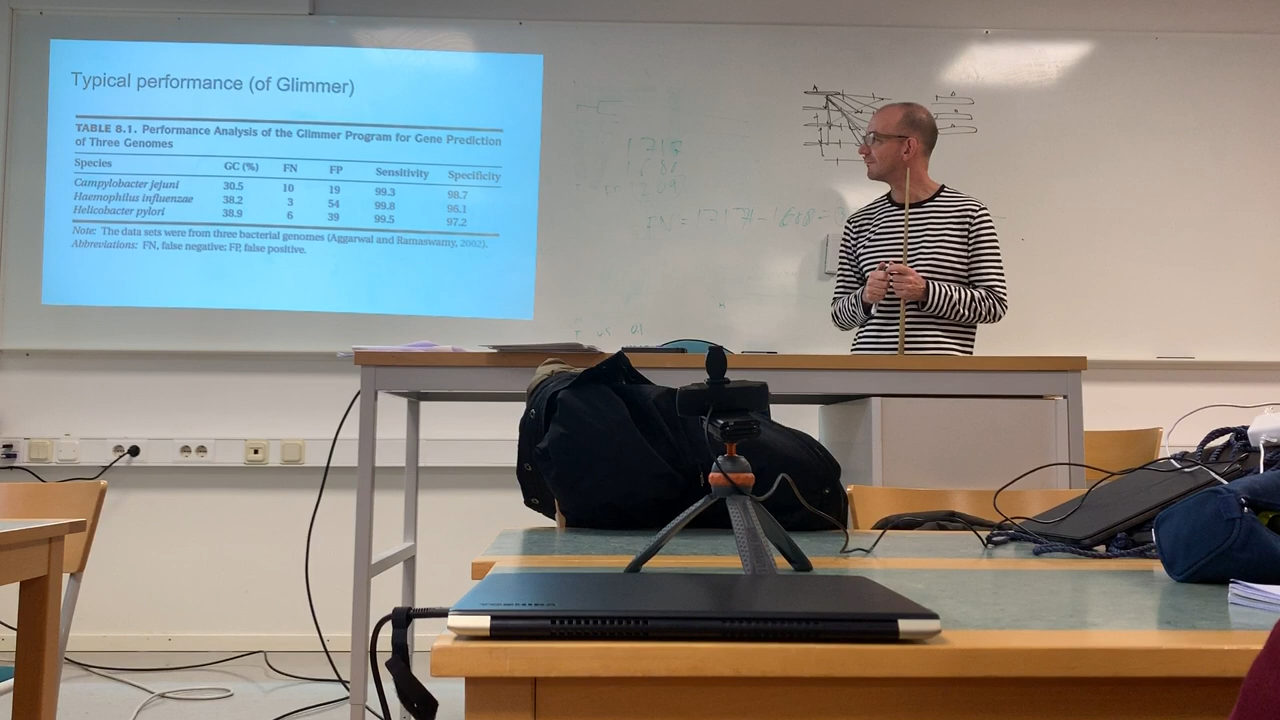 Typical performance (of Glimmer)
TABLE 8.1. Performance Analysis of the Glimmer Program for Gene Prediction
of Three Genomes
Species GC (%) FN FP Sensitivity Specificity
Campylobacter jejuni 30.5 10 19 99.3 98.7
Haemophilus influenzae 38.2 3 54 99.8 96.1
Helicobacter pylori 38.9 6 39 99.5 97.2
Note: The data sets were from three bacterial genomes (Aggarwal and Ramaswamy, 2002).
Abbreviations: FN, false negative; FP, false positive.
TOSHIBA